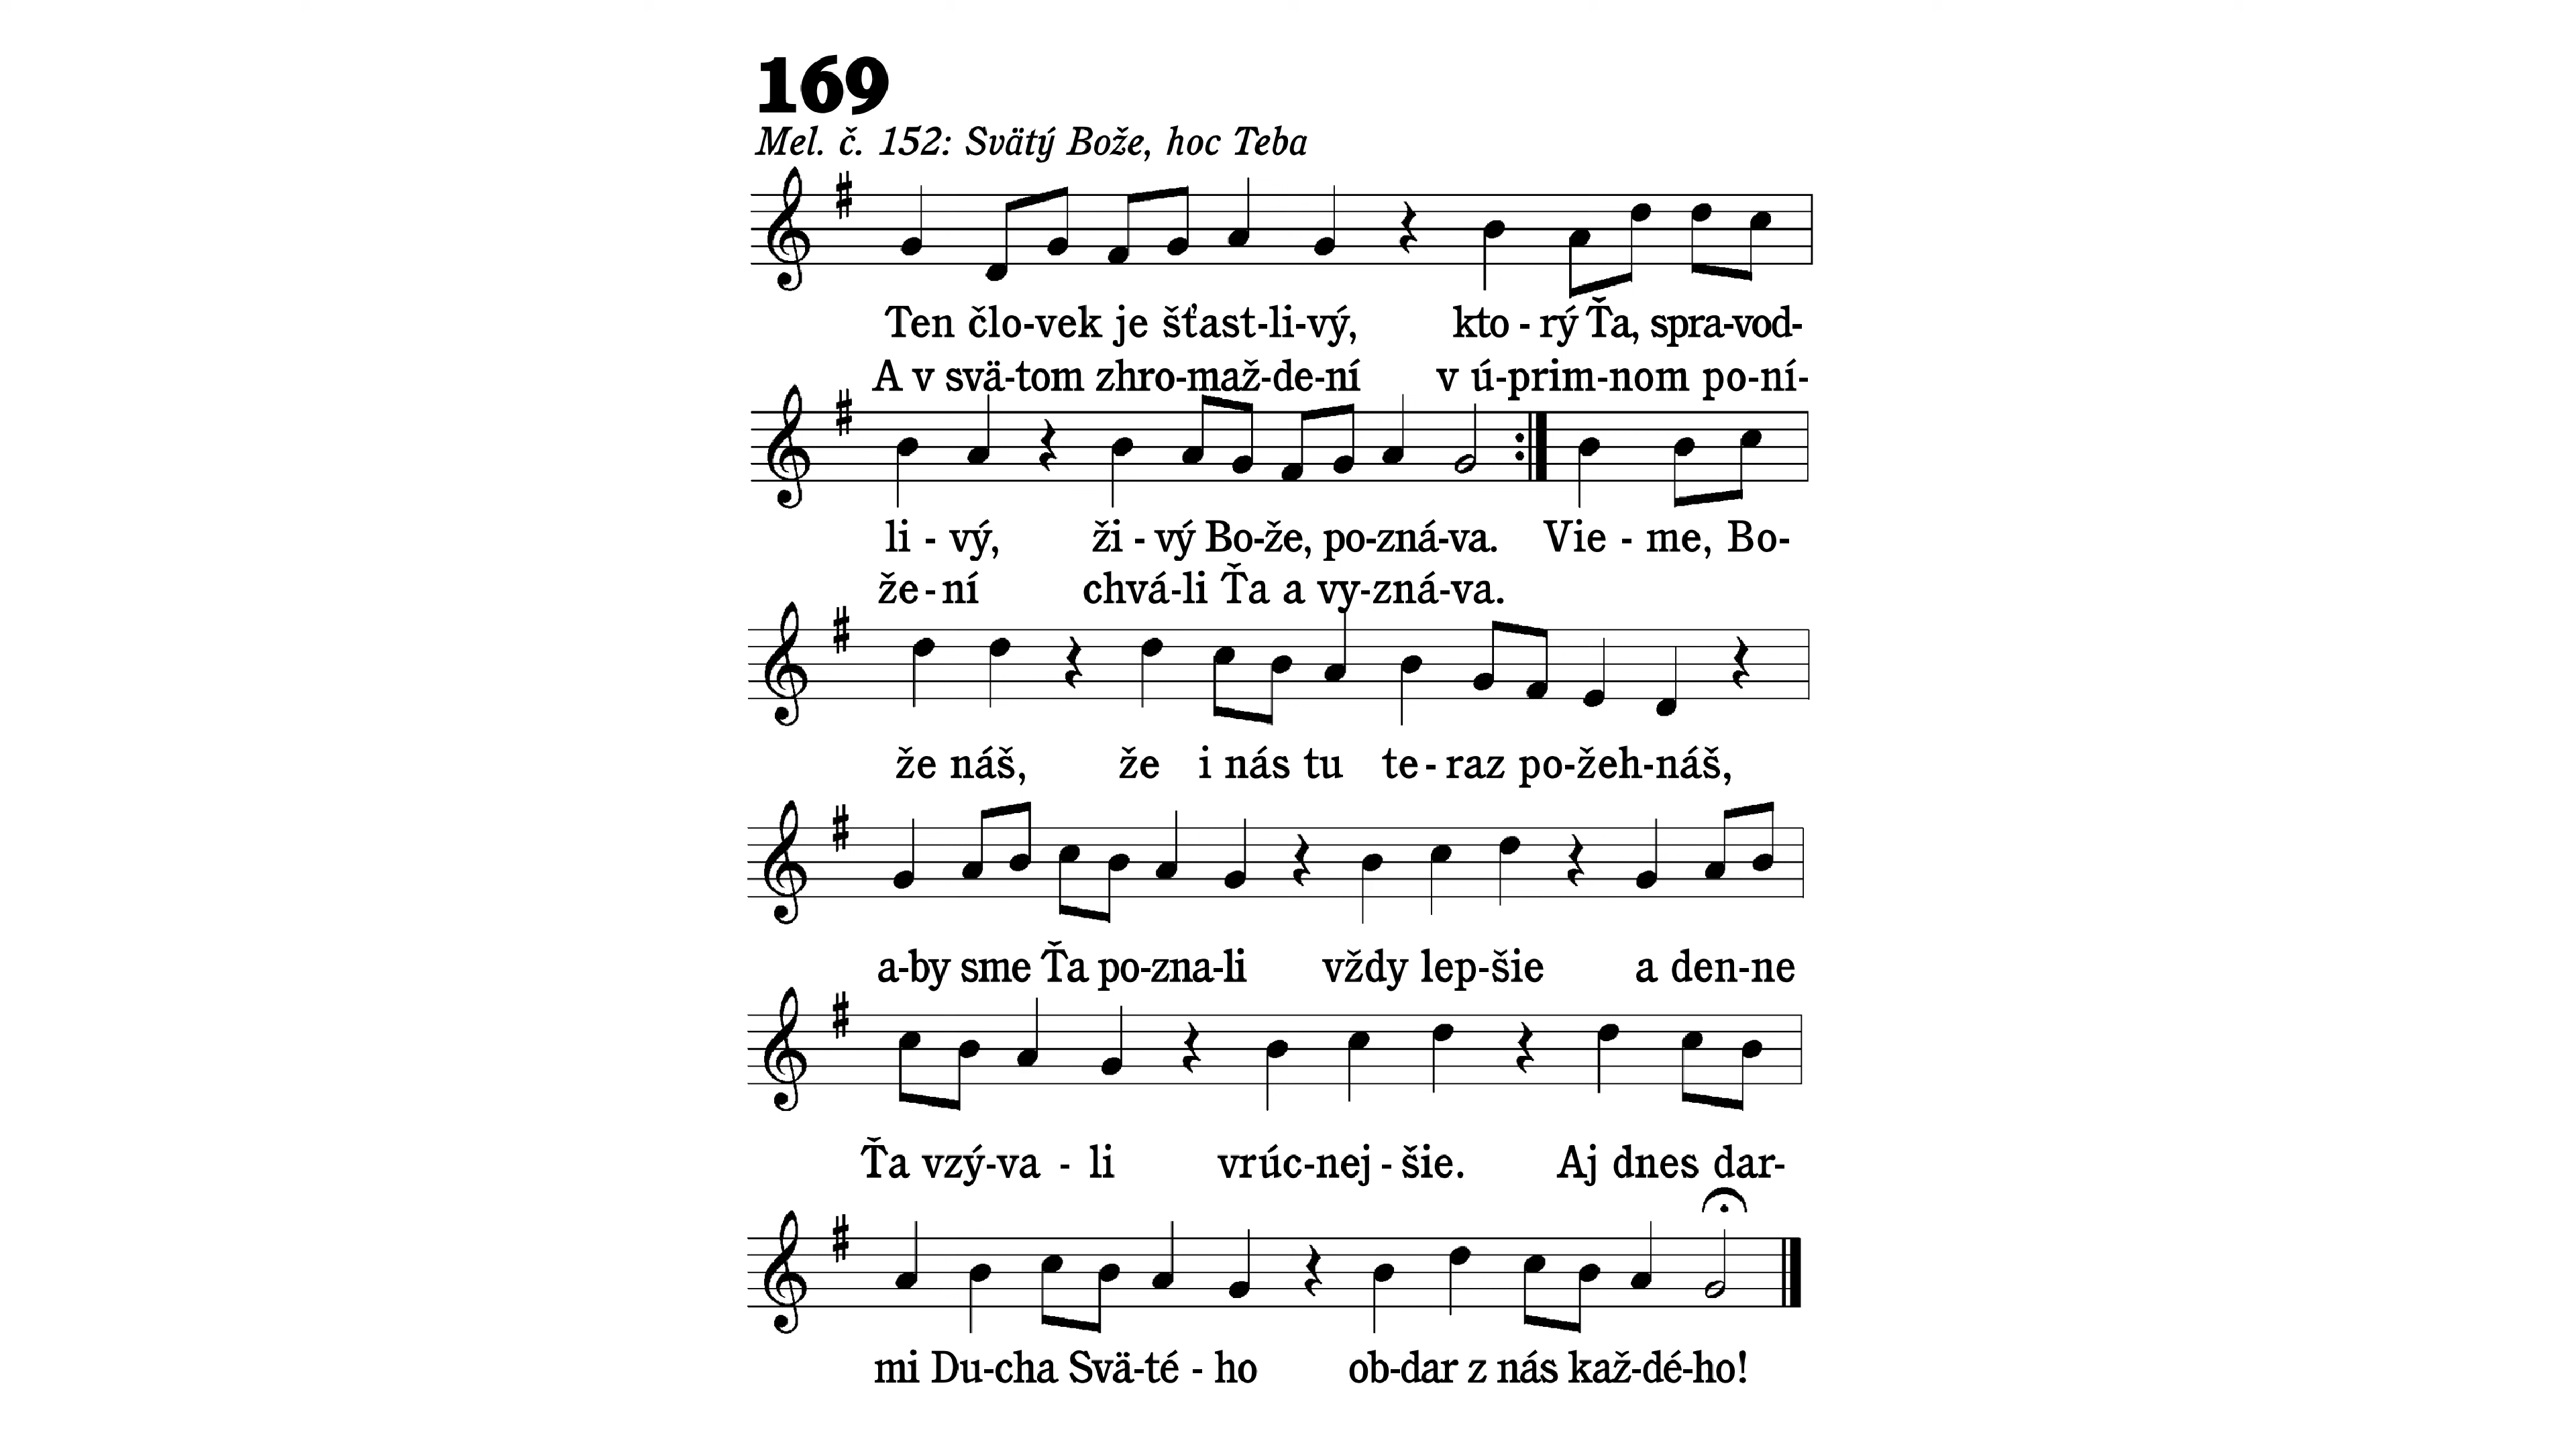 169
Mel. č. 152: Svätý Bože, hoc Teba
Ten člo-vek je šťast-li-vý, kto - rý Ťa, spra-vod-
A v svä-tom zhro-maž-de-ní v ú-prim-nom po-ní-
li - vý, ži - vý Bo-že, po-zná-va. Vie - me, Bo-
že - ní chvá-li Ťa a vy-zná-va.
že náš, že i nás tu te - raz po-žeh-náš,
a-by sme Ťa po-zna-li vždy lep-šie a den-ne
Ťa vzý-va - li vrúc-nej - šie. Aj dnes dar-
mi Du-cha Svä-té - ho ob-dar z nás kaž-dé-ho!